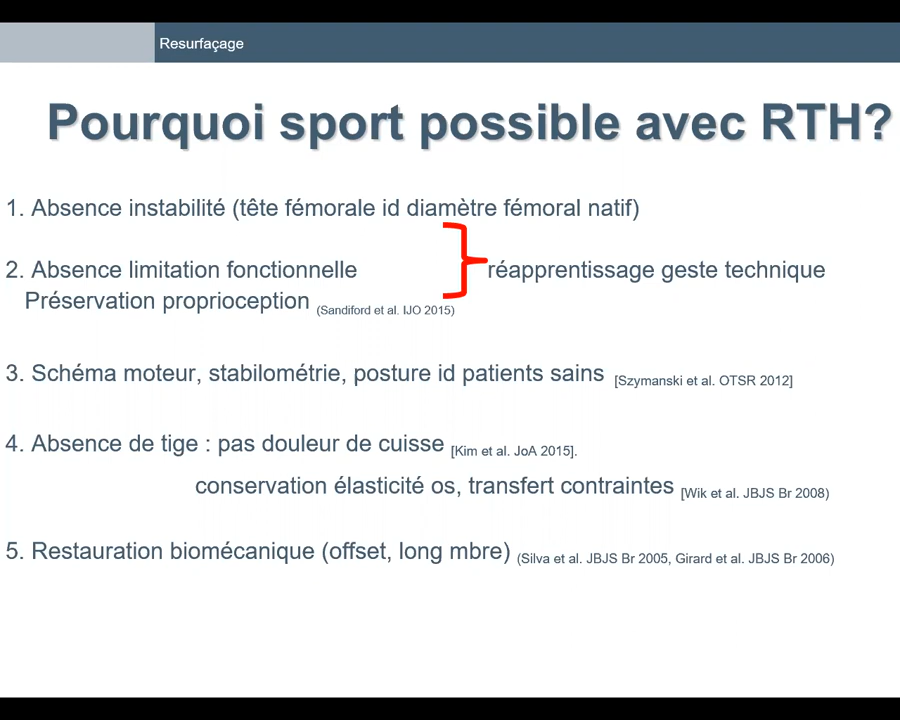 Resurfaçage
Pourquoi sport possible avec RTH?
1. Absence instabilité (tête fémorale id diamètre fémoral natif)
2. Absence limitation fonctionnelle réapprentissage geste technique
Préservation proprioception (Sandiford et al. IJO 2015)
3. Schéma moteur, stabilométrie, posture id patients sains [Szymanski et al. OTSR 2012]
4. Absence de tige : pas douleur de cuisse [Kim et al. JoA 2015].
conservation élasticité os, transfert contraintes [Wik et al. JBJS Br 2008)
5. Restauration biomécanique (offset, long mbre) (Silva et al. JBJS Br 2005, Girard et al. JBJS Br 2006)